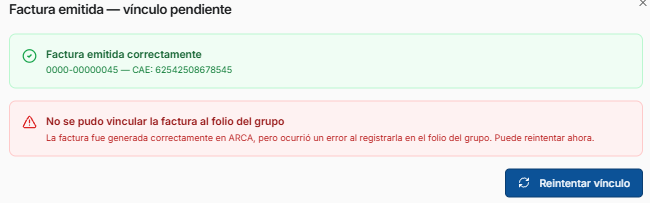 Factura emitida — vínculo pendiente
Factura emitida correctamente
0000-00000045 — CAE: 62542508678545
No se pudo vincular la factura al folio del grupo
La factura fue generada correctamente en ARCA, pero ocurrió un error al registrarla en el folio del grupo. Puede reintentar ahora.
Reintentar vínculo